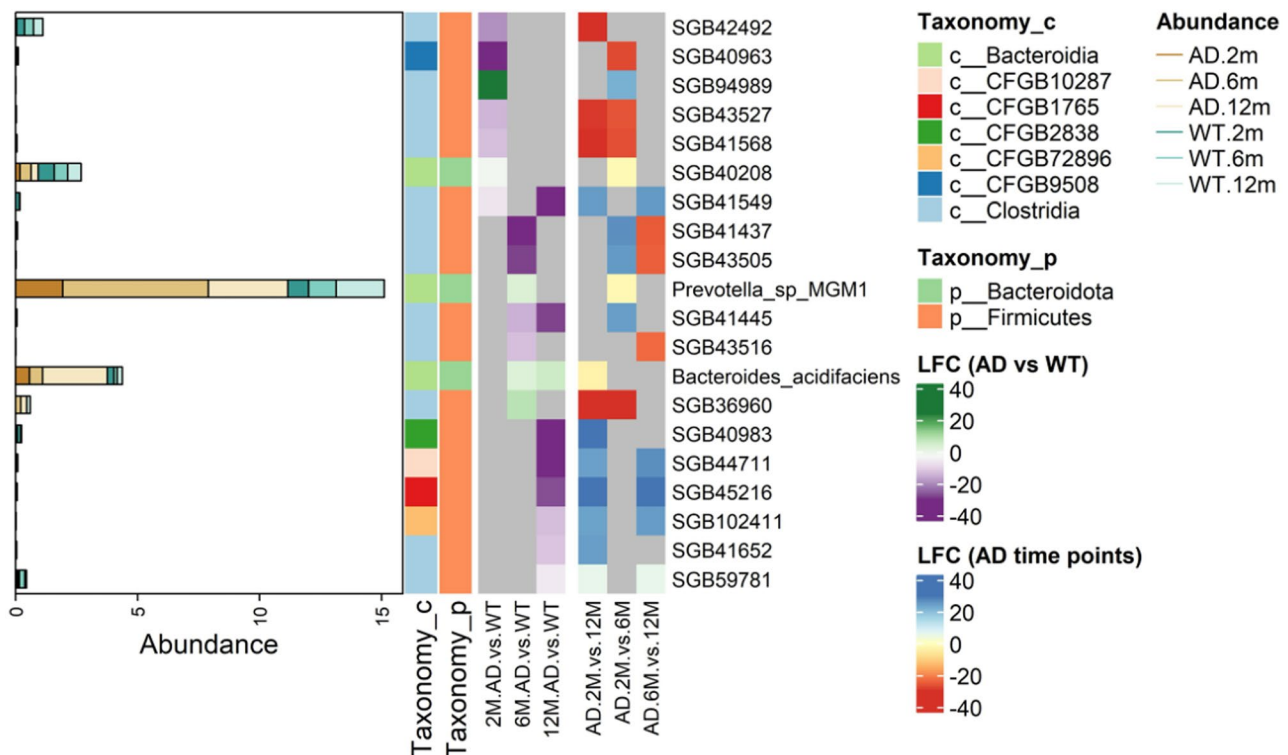 SGB42492
SGB40963
SGB94989
SGB43527
SGB41568
SGB40208
SGB41549
SGB41437
SGB43505
Prevotella_sp_MGM1
SGB41445
SGB43516
Bacteroides_acidifaciens
SGB36960
SGB40983
SGB44711
SGB45216
SGB102411
SGB41652
SGB59781
0
5
10
15
Abundance
Taxonomy_c
Taxonomy_p
2M.AD.vs.WT
6M.AD.vs.WT
12M.AD.vs.WT
AD.2M.vs.12M
AD.2M.vs.6M
AD.6M.vs.12M
Taxonomy_c
c__Bacteroidia
c__CFGB10287
c__CFGB1765
c__CFGB2838
c__CFGB72896
c__CFGB9508
c__Clostridia
Taxonomy_p
p__Bacteroidota
p__Firmicutes
LFC (AD vs WT)
40
20
0
-20
-40
LFC (AD time points)
40
20
0
-20
-40
Abundance
AD.2m
AD.6m
AD.12m
WT.2m
WT.6m
WT.12m